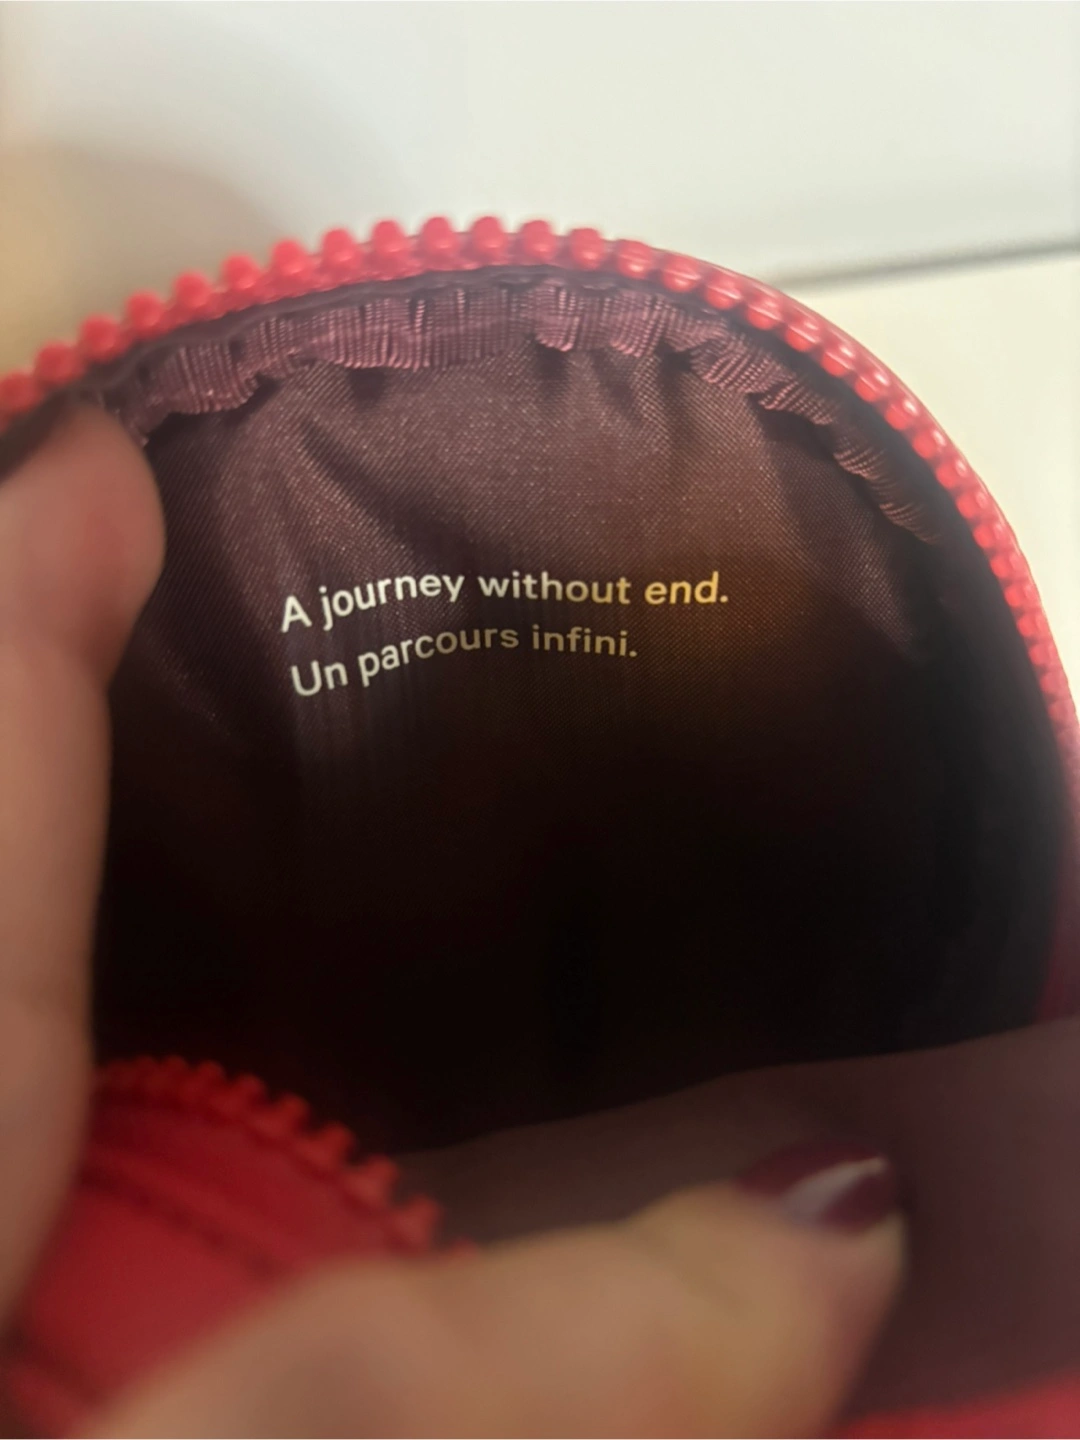 A journey without end.
Un parcours infini.